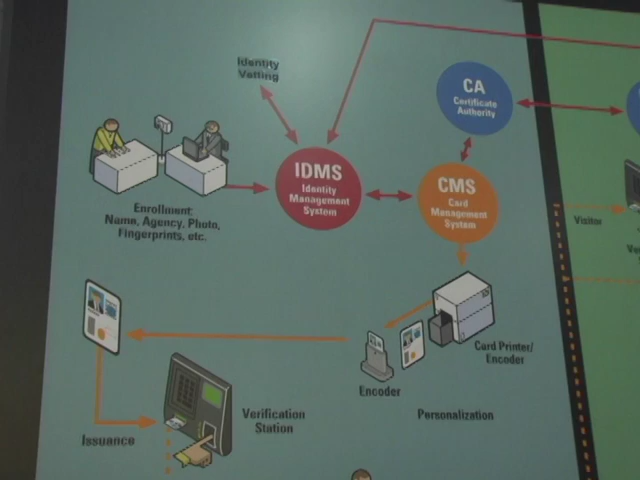 Identity
Vetting
CA
Certificate
Authority
IDMS
Identity
Management
System
CMS
Card
Management
System
Enrollment:
Name, Agency, Photo,
Fingerprints, etc.
Visitor
Card Printer/
Encoder
Encoder
Personalization
Verification
Station
Issuance